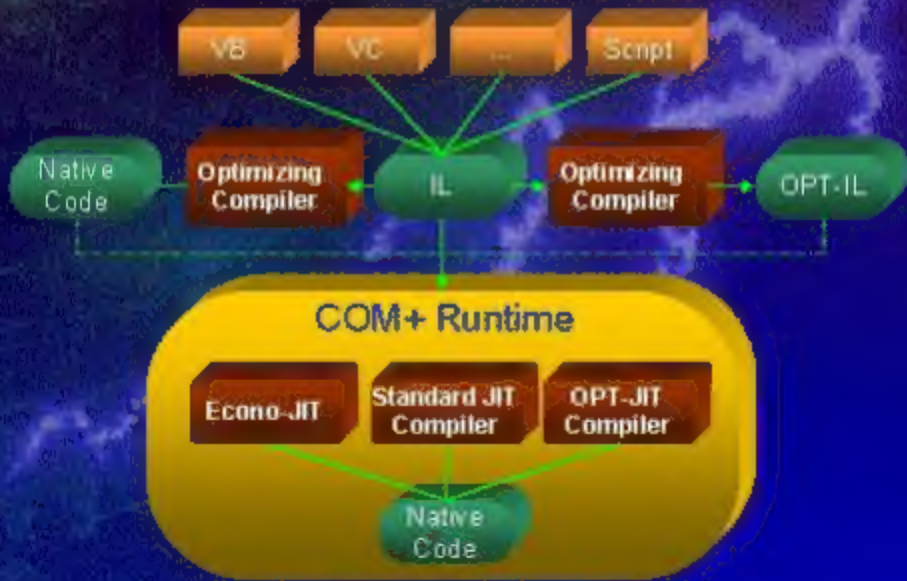 VB
VC
...
Script
Native
Code
Optimizing
Compiler
IL
Optimizing
Compiler
OPT-IL
COM+ Runtime
Econo-JIT
Standard JIT
Compiler
OPT-JIT
Compiler
Native
Code